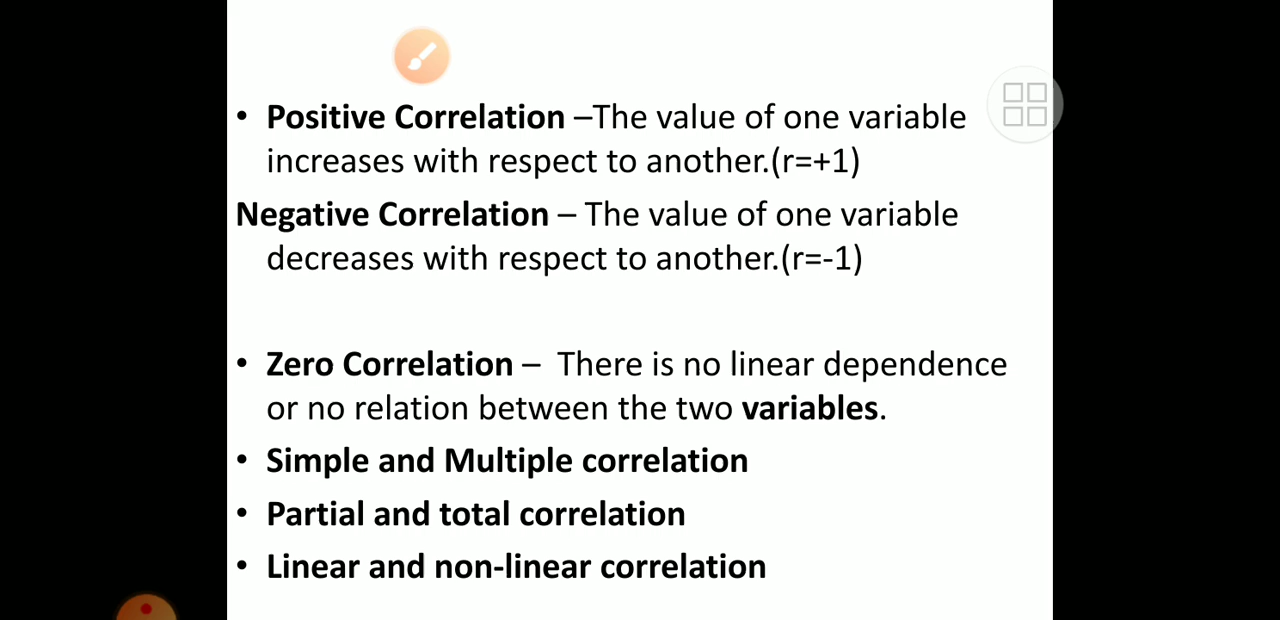 • Positive Correlation –The value of one variable
increases with respect to another.(r=+1)
Negative Correlation – The value of one variable
decreases with respect to another.(r=-1)
• Zero Correlation – There is no linear dependence
or no relation between the two variables.
• Simple and Multiple correlation
• Partial and total correlation
• Linear and non-linear correlation